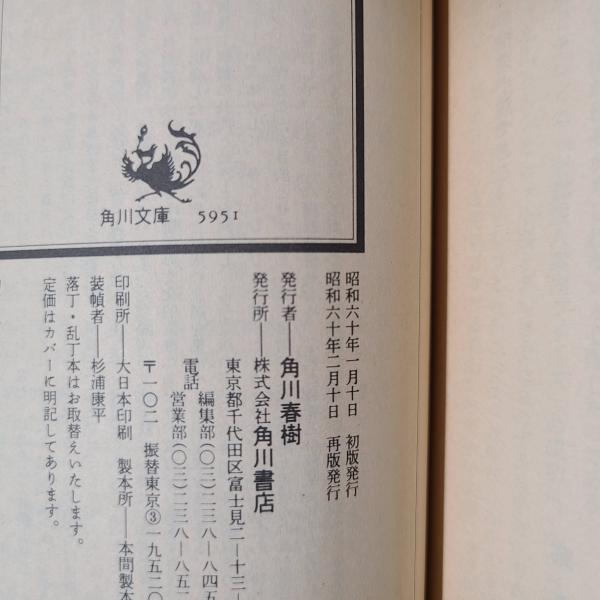 角川文庫 5951
昭和六十年一月十日 初版発行
昭和六十年二月十日 再版発行
発行者──角川春樹
発行所──株式会社角川書店
東京都千代田区富士見二─十三─
編集部(〇三)二三八─八四五
電話
営業部(〇三)二三八─八五二
〒一〇二 振替東京③一九五二〇
印刷所──大日本印刷 製本所──本間製本
装幀者──杉浦康平
落丁・乱丁本はお取替えいたします。
定価はカバーに明記してあります。